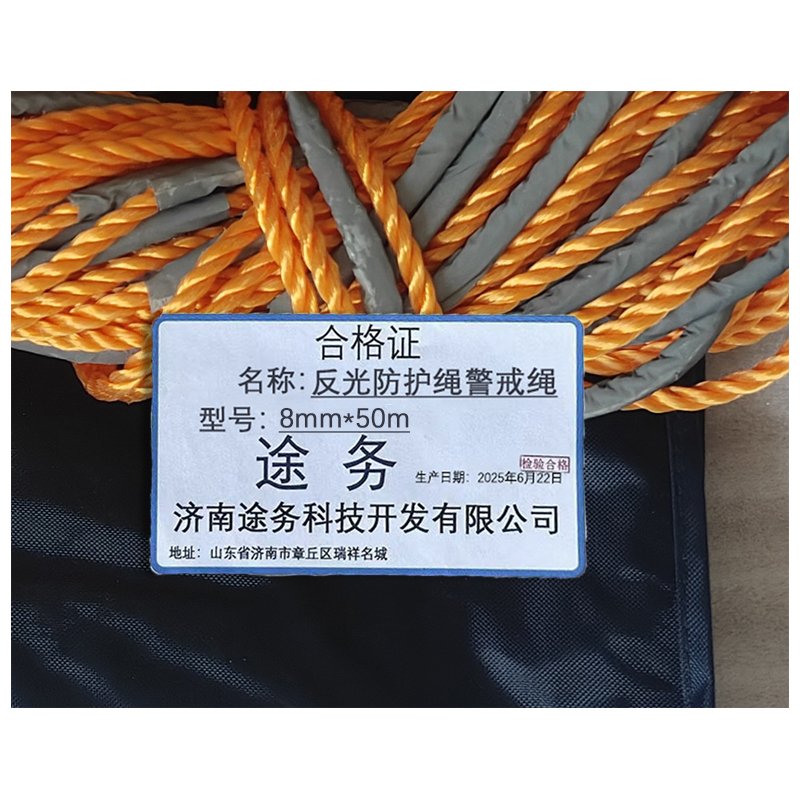 合格证
名称：反光防护绳警戒绳
型号：8mm*50m
途务
检验合格
生产日期：2025年6月22日
济南途务科技开发有限公司
地址：山东省济南市章丘区瑞祥名城